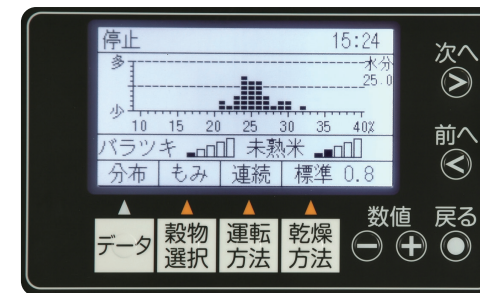 停止 15:24
多 水分
25.0
少
10 15 20 25 30 35 40%
バラツキ 未熟米
分布 もみ 連続 標準 0.8
データ 穀物選択 運転方法 乾燥方法
数値 戻る
次へ
前へ